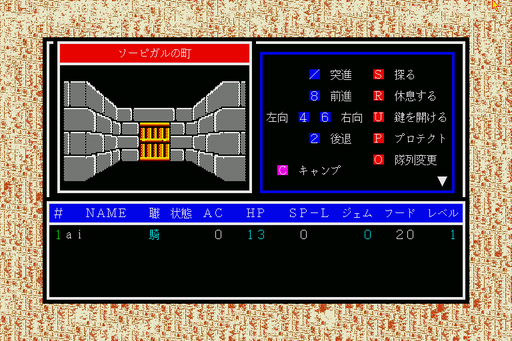 ソーピガルの町
／ 突進 S 探る
8 前進 R 休息する
左向 4 6 右向 U 鍵を開ける
2 後退 P プロテクト
C キャンプ O 隊列変更
▼
# NAME 職 状態 AC HP SP-L ジェム フード レベル
1 ai 騎 0 13 0 0 20 1